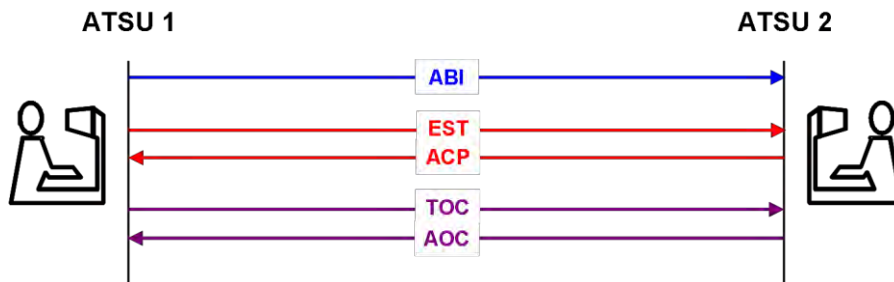 ATSU 1
ATSU 2
ABI
EST
ACP
TOC
AOC